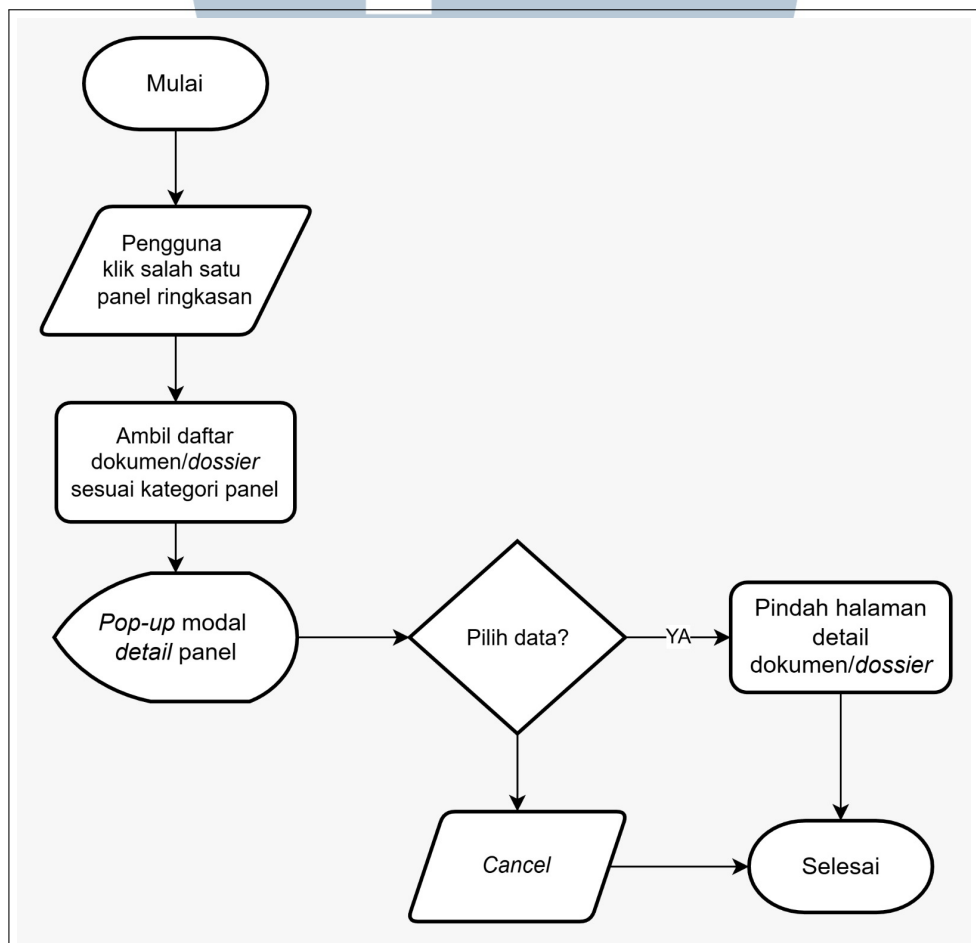 Mulai
Pengguna
klik salah satu
panel ringkasan
Ambil daftar
dokumen/dossier
sesuai kategori panel
Pop-up modal
detail panel
Pilih data?
YA
Pindah halaman
detail
dokumen/dossier
Cancel
Selesai